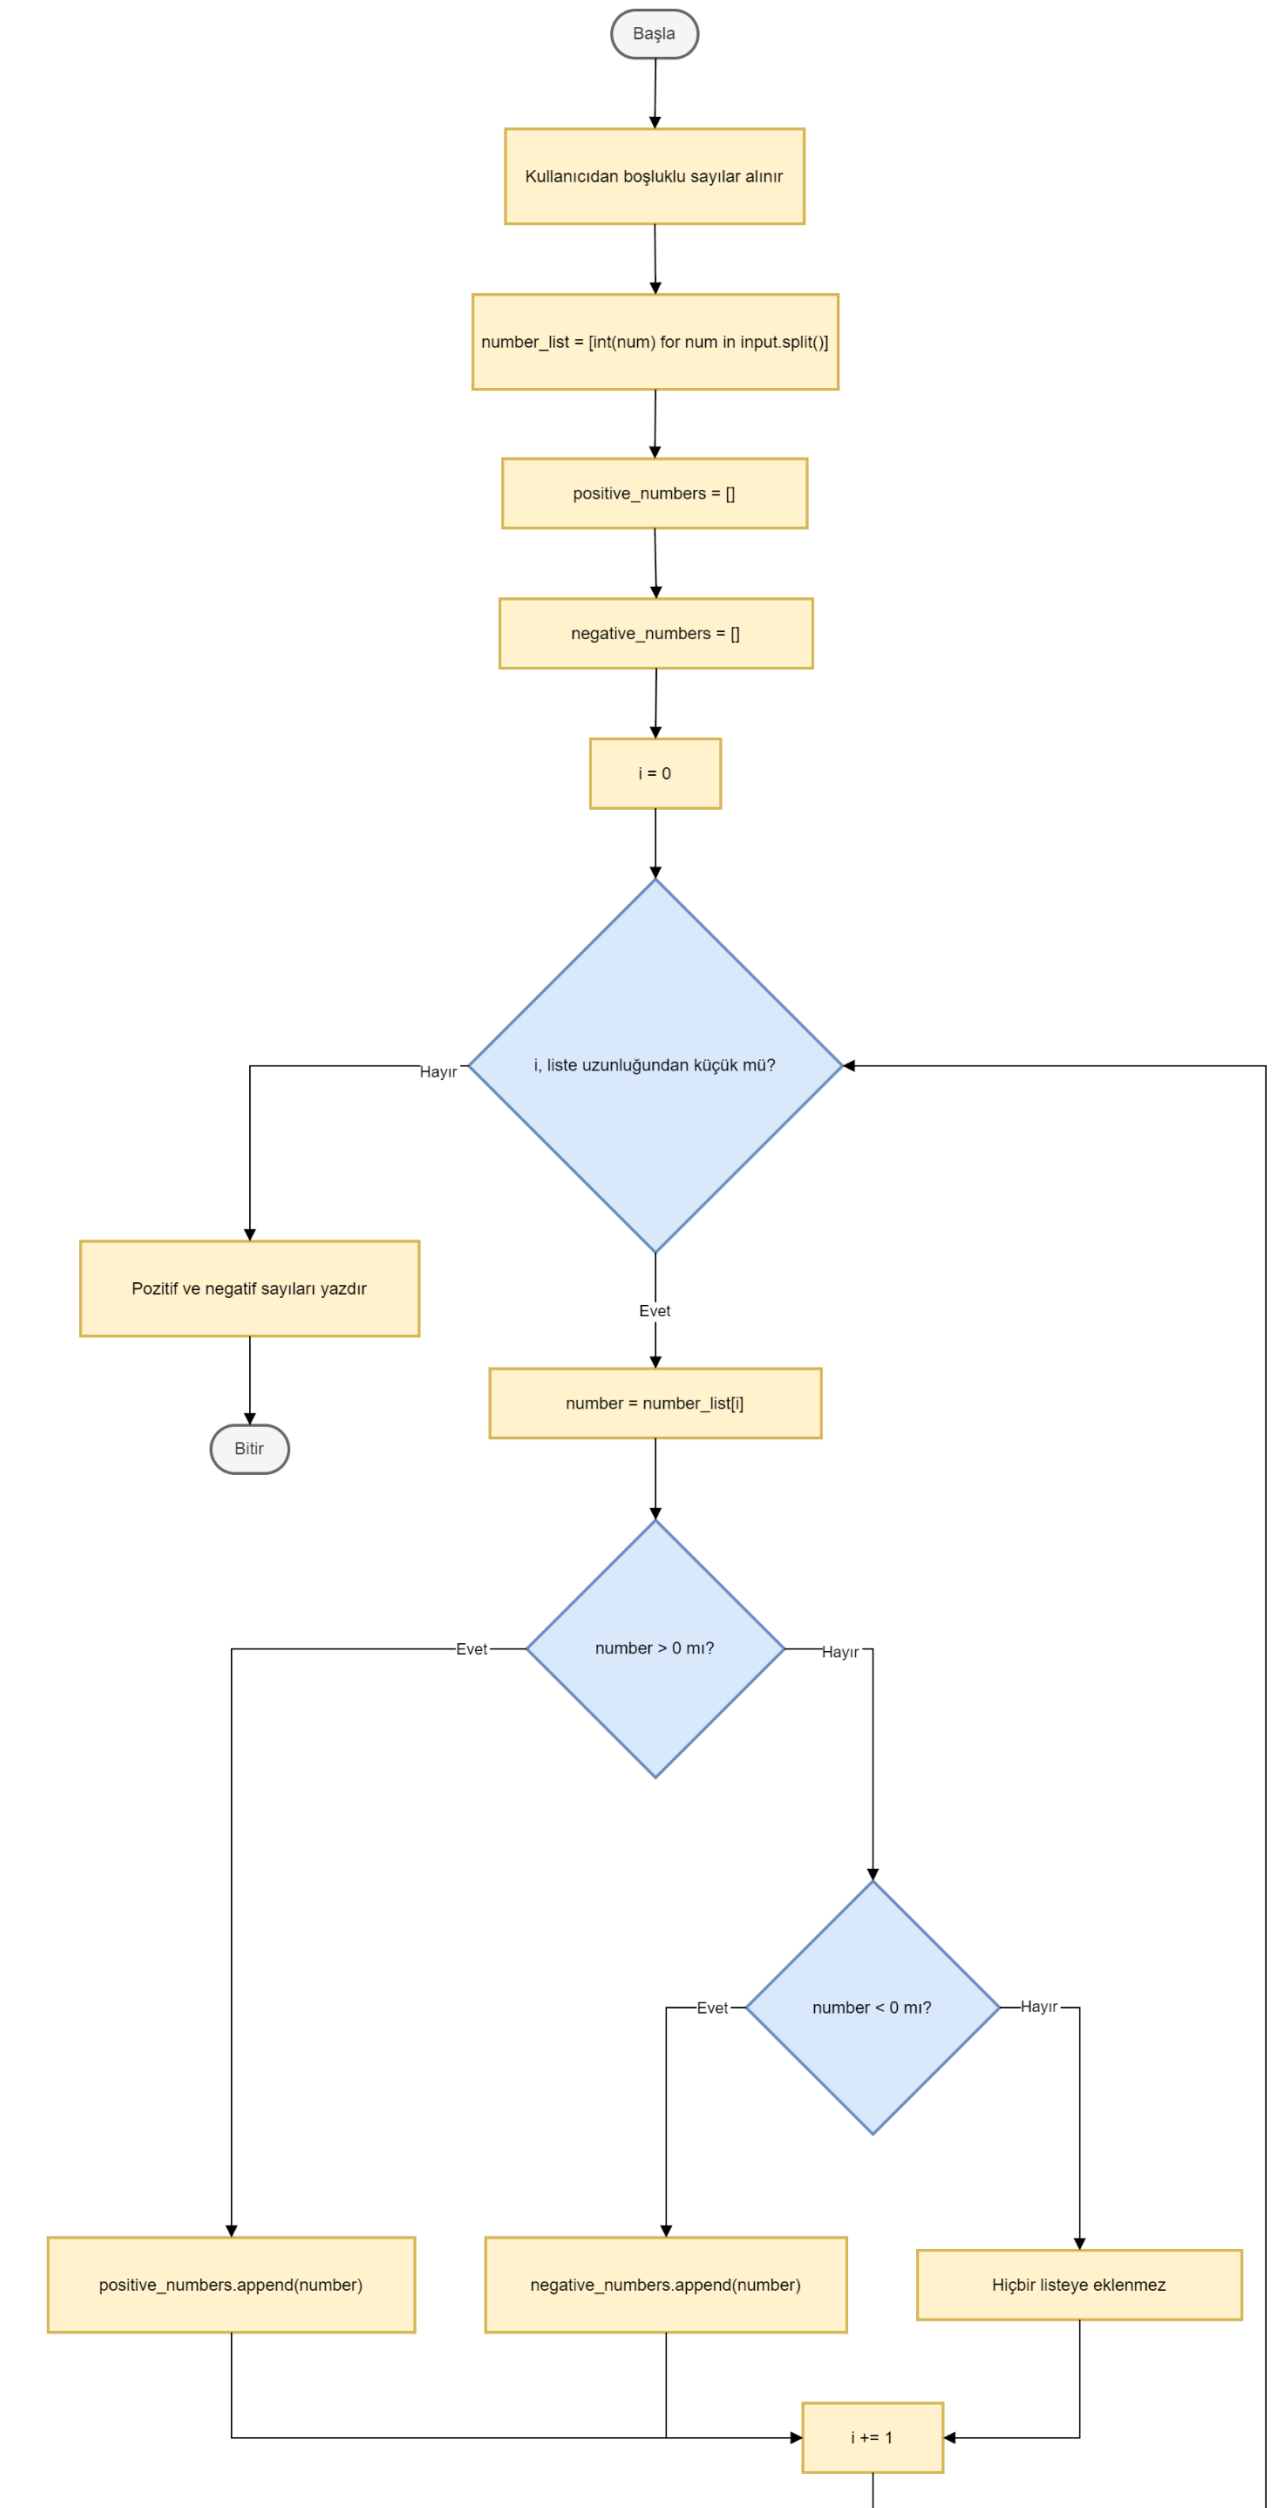 Başla
Kullanıcıdan boşluklu sayılar alınır
number_list = [int(num) for num in input.split()]
positive_numbers = []
negative_numbers = []
i = 0
i, liste uzunluğundan küçük mü?
Hayır
Pozitif ve negatif sayıları yazdır
Bitir
Evet
number = number_list[i]
number > 0 mı?
Evet
Hayır
number < 0 mı?
Evet
Hayır
positive_numbers.append(number)
negative_numbers.append(number)
Hiçbir listeye eklenmez
i += 1